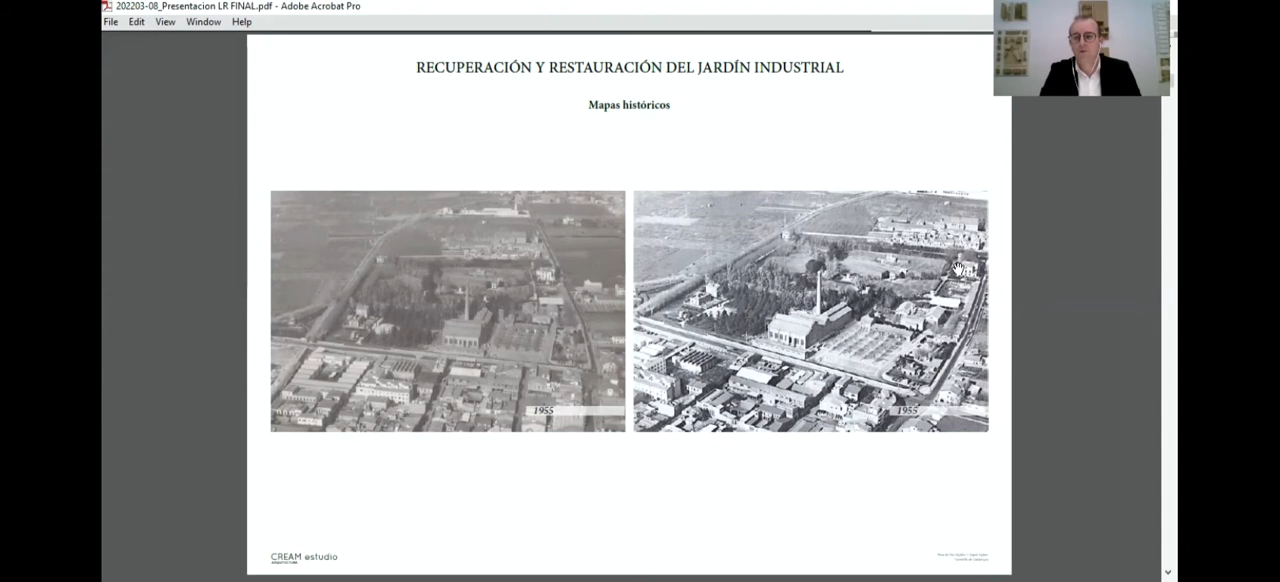 202203-08_Presentacion LR FINAL.pdf - Adobe Acrobat Pro
File Edit View Window Help
RECUPERACIÓN Y RESTAURACIÓN DEL JARDÍN INDUSTRIAL
Mapas históricos
1955
1955
CREAM estudio
ARQUITECTURA